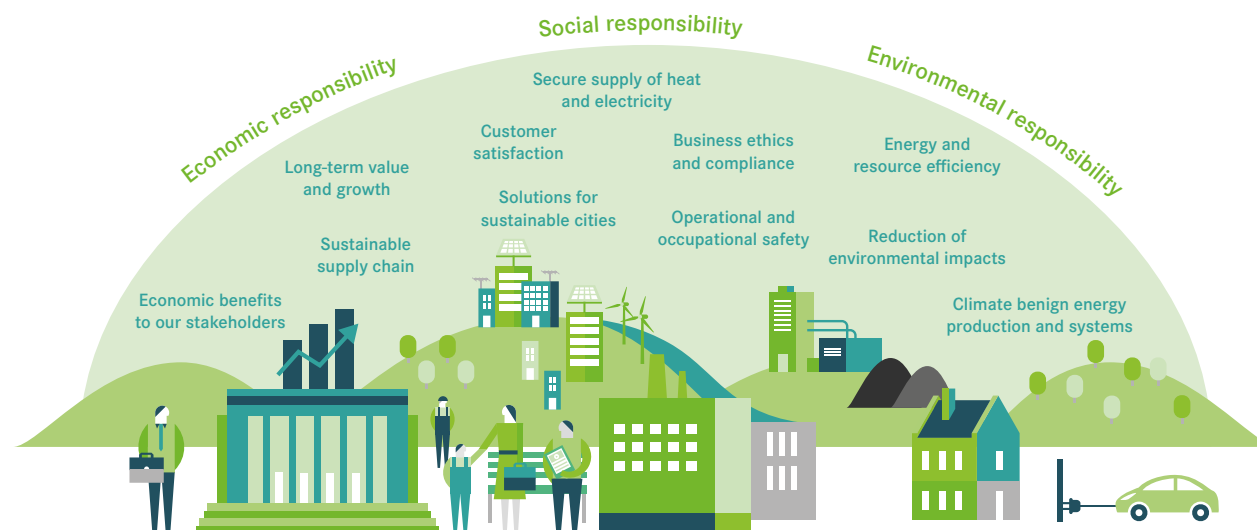 Economic responsibility
Social responsibility
Environmental responsibility
Long-term value
and growth
Sustainable
supply chain
Economic benefits
to our stakeholders
Secure supply of heat
and electricity
Customer
satisfaction
Solutions for
sustainable cities
Business ethics
and compliance
Operational and
occupational safety
Energy and
resource efficiency
Reduction of
environmental impacts
Climate benign energy
production and systems